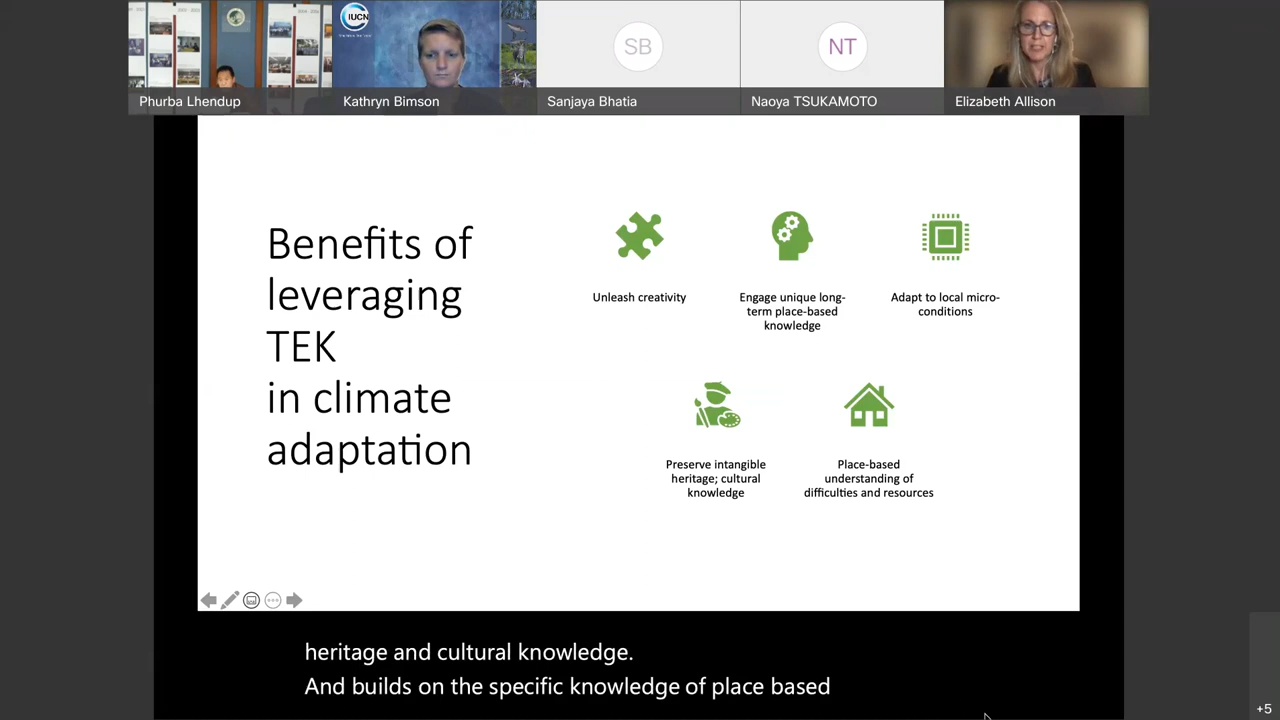 IUCN
SB
NT
Phurba Lhendup
Kathryn Bimson
Sanjaya Bhatia
Naoya TSUKAMOTO
Elizabeth Allison
Benefits of
leveraging
TEK
in climate
adaptation
Unleash creativity
Engage unique long-
term place-based
knowledge
Adapt to local micro-
conditions
Preserve intangible
heritage; cultural
knowledge
Place-based
understanding of
difficulties and resources
heritage and cultural knowledge.
And builds on the specific knowledge of place based
+5